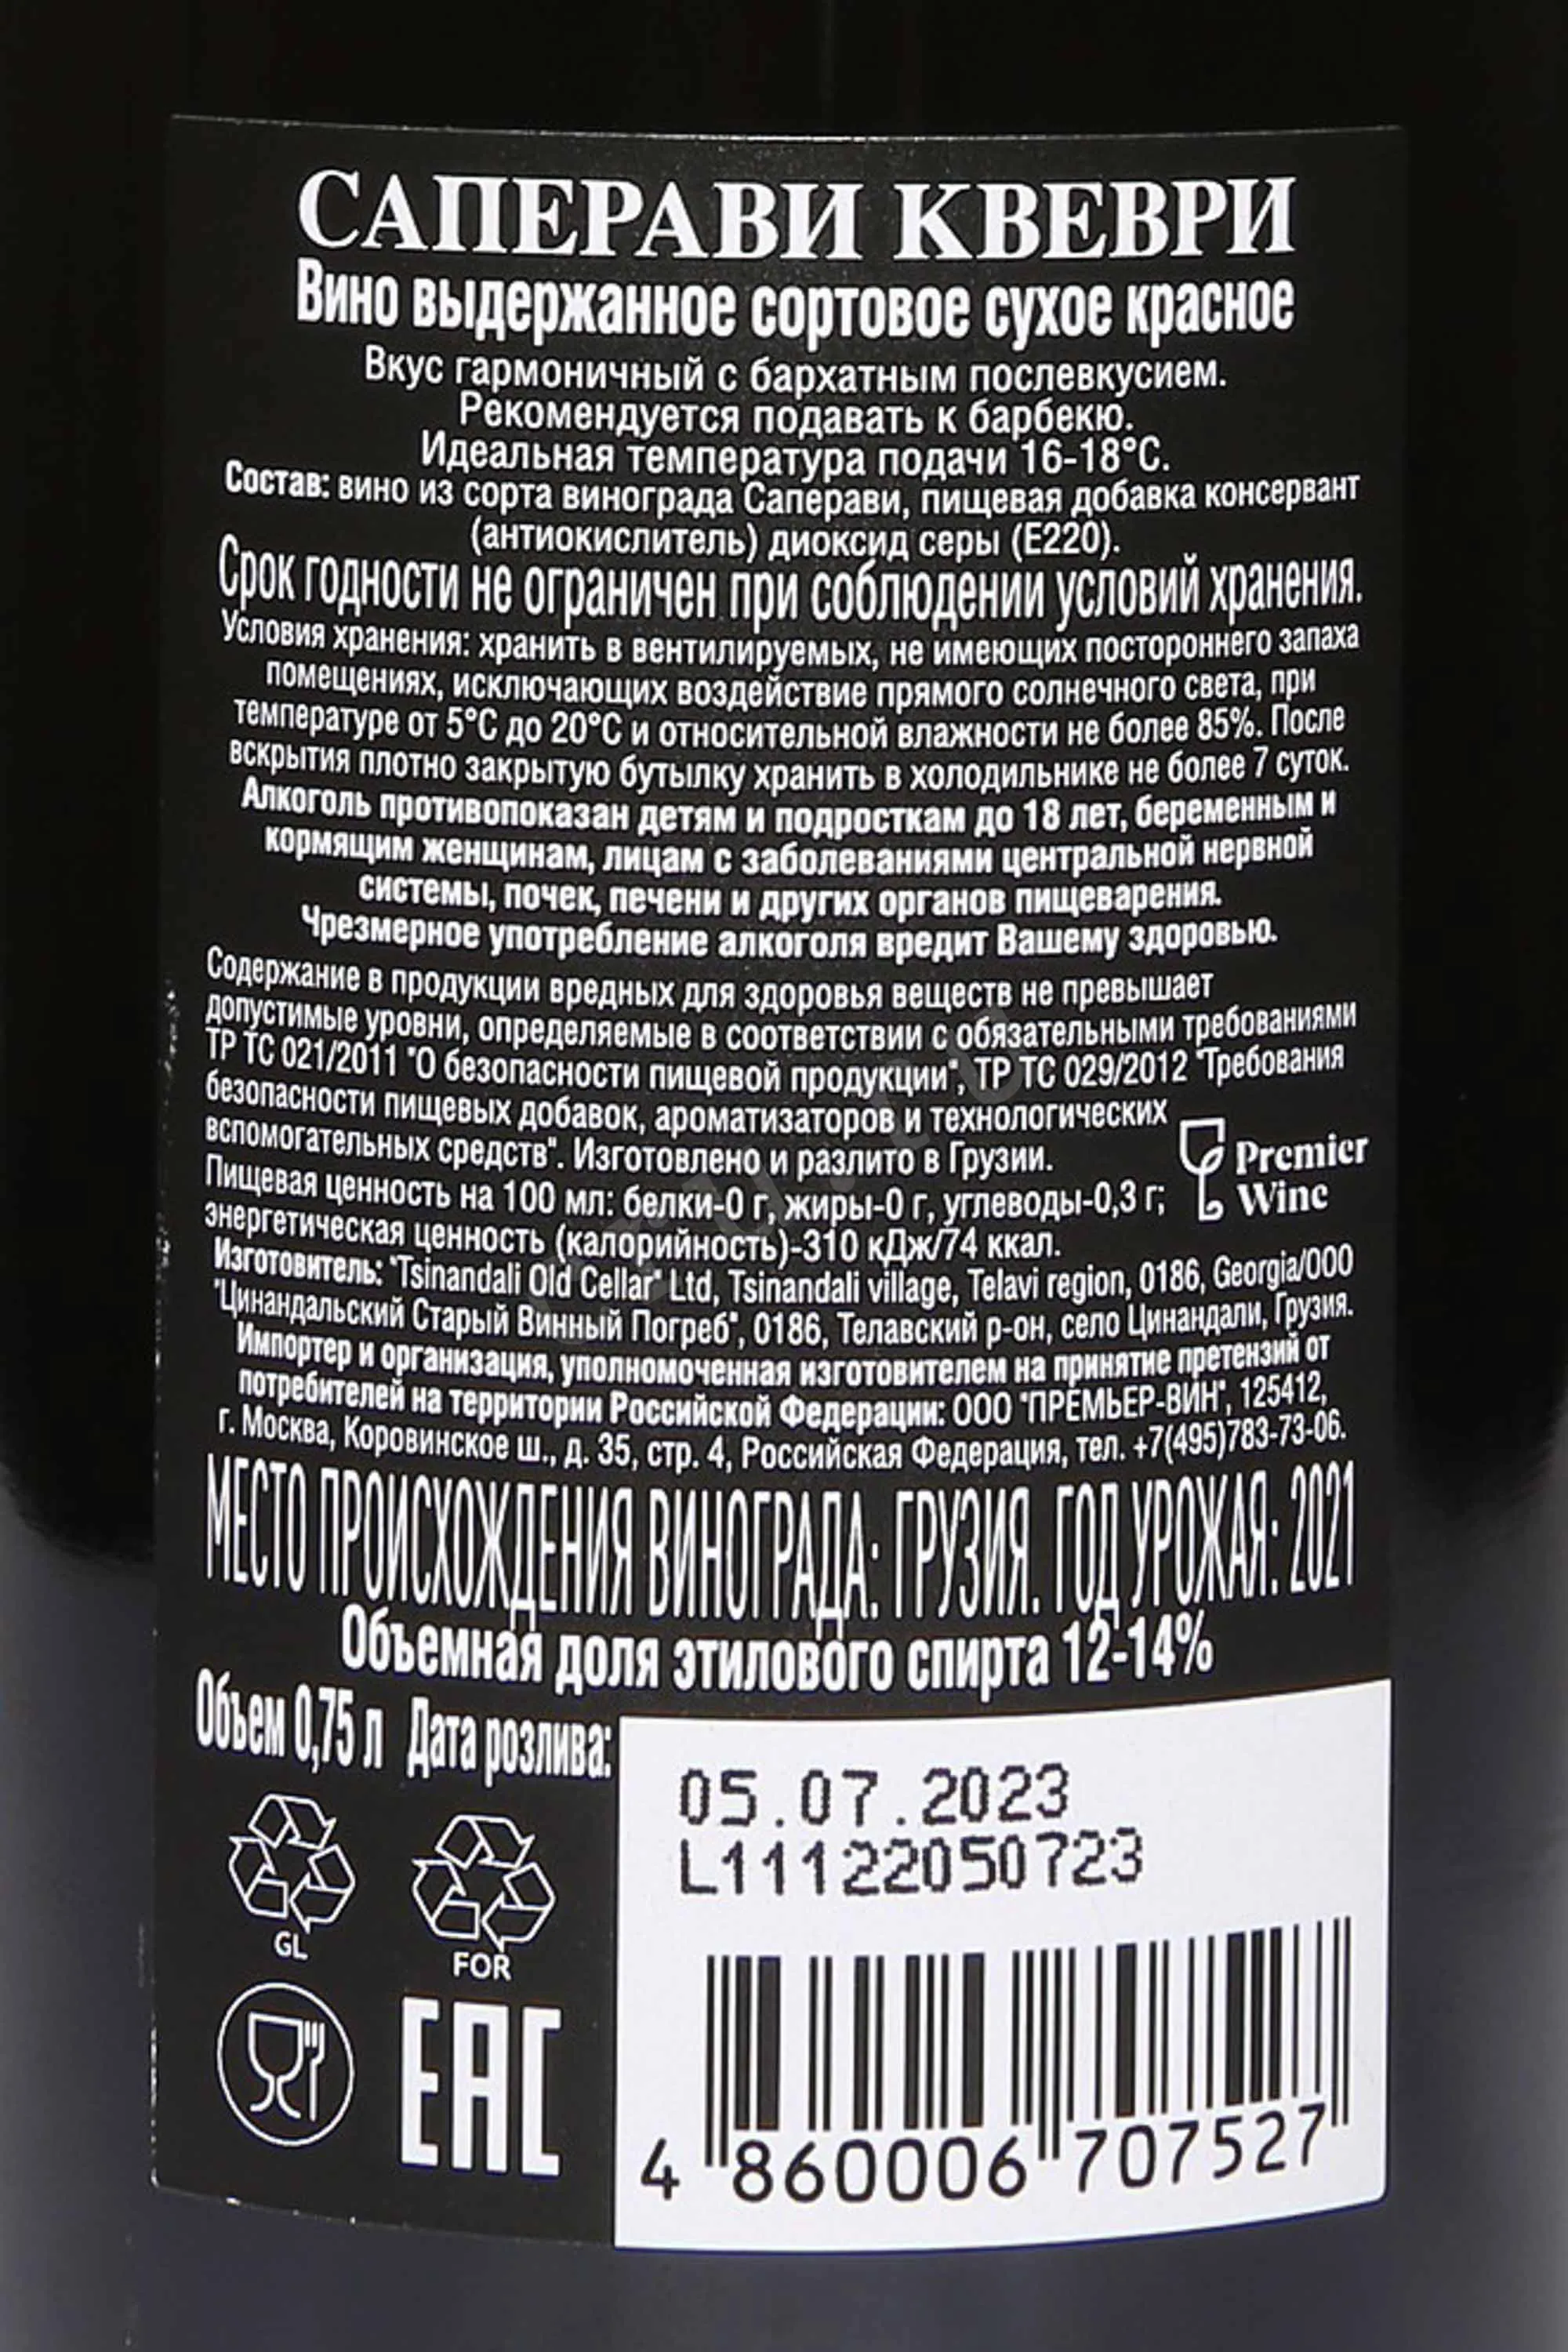 САПЕРАВИ КВЕВРИ
Вино выдержанное сортовое сухое красное
Вкус гармоничный с бархатным послевкусием.
Рекомендуется подавать к барбекю.
Идеальная температура подачи 16-18°С.
Состав: вино из сорта винограда Саперави, пищевая добавка консервант
(антиокислитель) диоксид серы (Е220).
Срок годности не ограничен при соблюдении условий хранения.
Условия хранения: хранить в вентилируемых, не имеющих постороннего запаха
помещениях, исключающих воздействие прямого солнечного света, при
температуре от 5°С до 20°С и относительной влажности не более 85%. После
вскрытия плотно закрытую бутылку хранить в холодильнике не более 7 суток.
Алкоголь противопоказан детям и подросткам до 18 лет, беременным и
кормящим женщинам, лицам с заболеваниями центральной нервной
системы, почек, печени и других органов пищеварения.
Чрезмерное употребление алкоголя вредит Вашему здоровью.
Содержание в продукции вредных для здоровья веществ не превышает
допустимые уровни, определяемые в соответствии с обязательными требованиями
ТР ТС 021/2011 "О безопасности пищевой продукции", ТР ТС 029/2012 "Требования
безопасности пищевых добавок, ароматизаторов и технологических
вспомогательных средств". Изготовлено и разлито в Грузии.
Premier
Wine
Пищевая ценность на 100 мл: белки-0 г, жиры-0 г, углеводы-0,3 г;
энергетическая ценность (калорийность)-310 кДж/74 ккал.
Изготовитель: "Tsinandali Old Cellar" Ltd, Tsinandali village, Telavi region, 0186, Georgia/ООО
"Цинандальский Старый Винный Погреб", 0186, Телавский р-он, село Цинандали, Грузия.
Импортер и организация, уполномоченная изготовителем на принятие претензий от
потребителей на территории Российской Федерации: ООО "ПРЕМЬЕР-ВИН", 125412,
г. Москва, Коровинское ш., д. 35, стр. 4, Российская Федерация, тел. +7(495)783-73-06.
МЕСТО ПРОИСХОЖДЕНИЯ ВИНОГРАДА: ГРУЗИЯ. ГОД УРОЖАЯ: 2021
Объемная доля этилового спирта 12-14%
Объем 0,75 л Дата розлива:
05.07.2023
L11122050723
GL
FOR
EAC
4 860006 707527